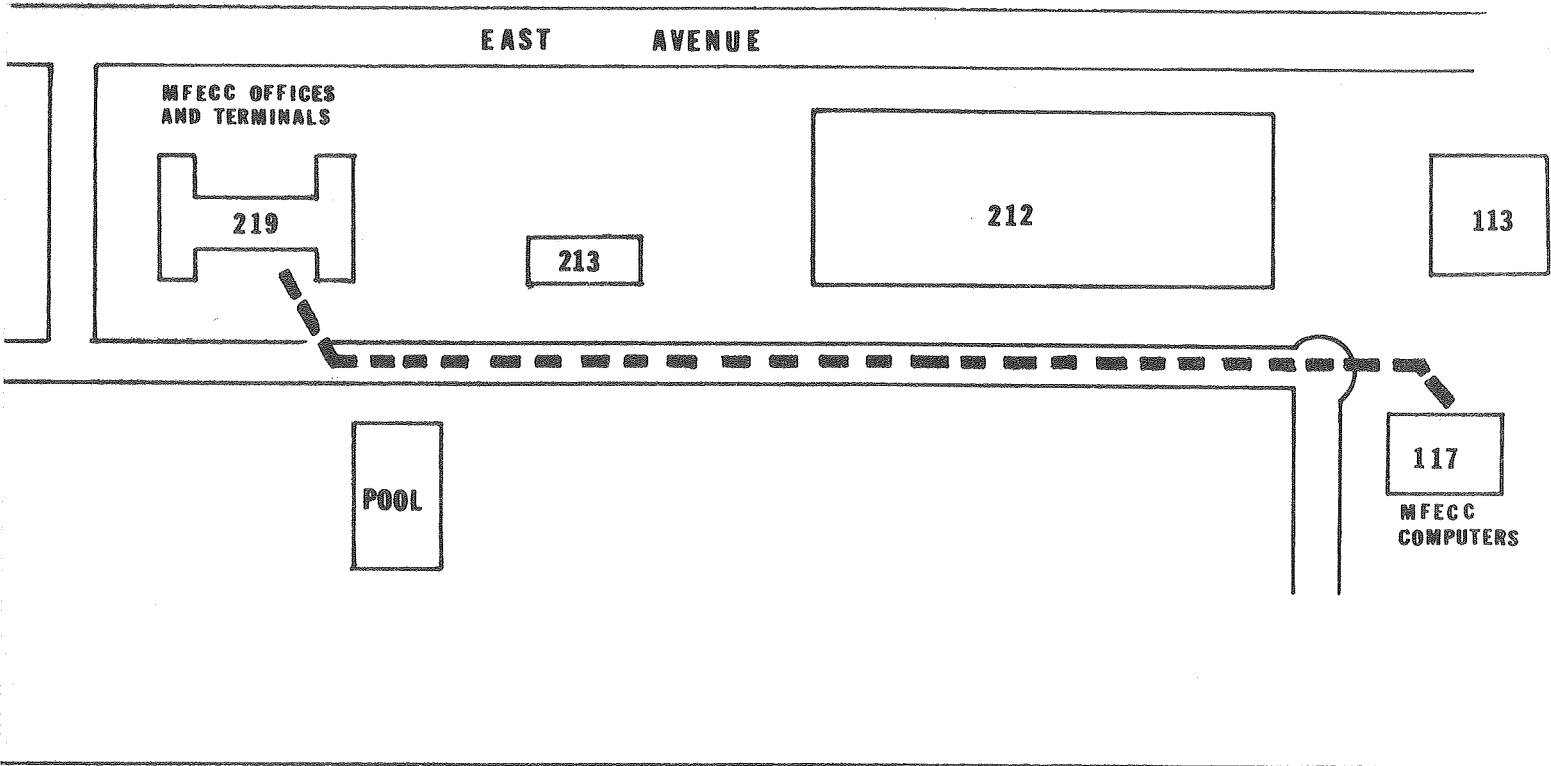 EAST AVENUE
MFECC OFFICES
AND TERMINALS
219
213
212
113
POOL
117
MFECC
COMPUTERS